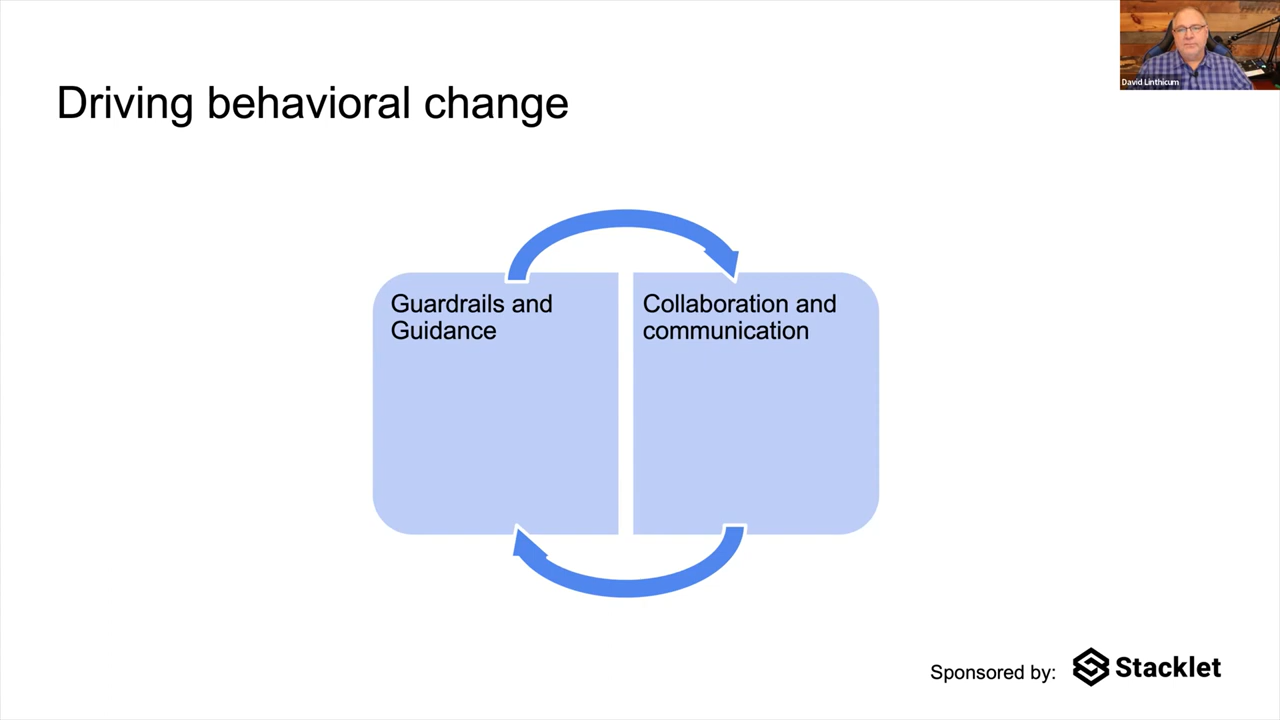 David Linthicum
Driving behavioral change
Guardrails and
Guidance
Collaboration and
communication
Sponsored by:
Stacklet